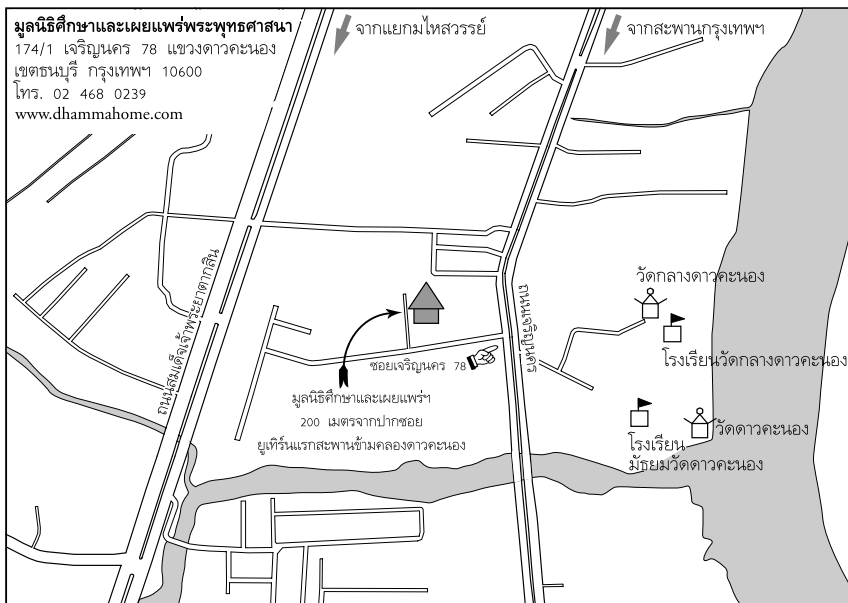 มูลนิธิศึกษาและเผยแพร่พระพุทธศาสนา
174/1 เจริญนคร 78 แขวงดาวคะนอง
เขตธนบุรี กรุงเทพฯ 10600
โทร. 02 468 0239
www.dhammahome.com
จากแยกมไหสวรรย์
จากสะพานกรุงเทพฯ
ถนนสมเด็จเจ้าพระยาตากสิน
ถนนเจริญนคร
วัดกลางดาวคะนอง
โรงเรียนวัดกลางดาวคะนอง
ซอยเจริญนคร 78
มูลนิธิศึกษาและเผยแพร่ฯ
200 เมตรจากปากซอย
ยูเทิร์นแรกสะพานข้ามคลองดาวคะนอง
วัดดาวคะนอง
โรงเรียน
มัธยมวัดดาวคะนอง